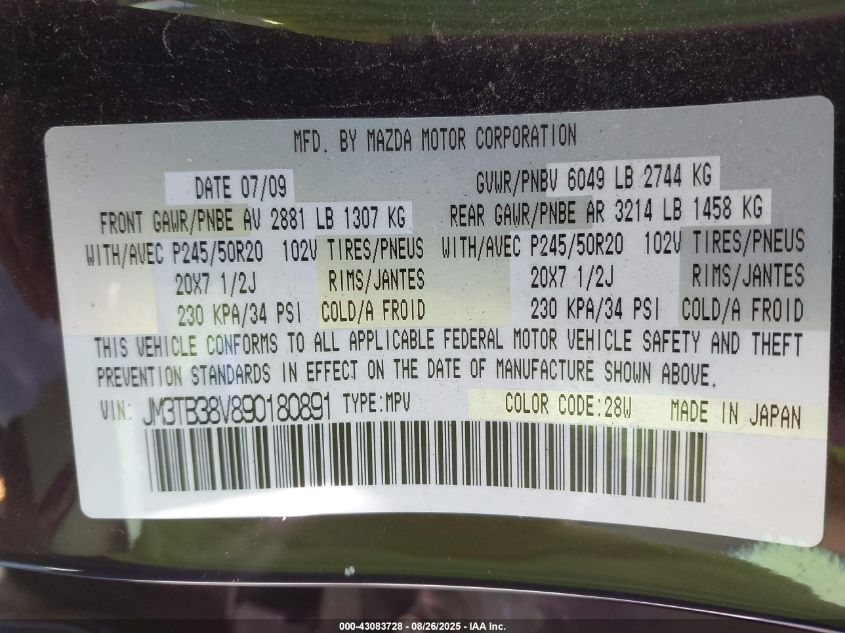 MFD. BY MAZDA MOTOR CORPORATION
DATE 07/09 GVWR/PNBV 6049 LB 2744 KG
FRONT GAWR/PNBE AV 2881 LB 1307 KG REAR GAWR/PNBE AR 3214 LB 1458 KG
WITH/AVEC P245/50R20 102V TIRES/PNEUS WITH/AVEC P245/50R20 102V TIRES/PNEUS
20X7 1/2J RIMS/JANTES 20X7 1/2J RIMS/JANTES
230 KPA/34 PSI COLD/A FROID 230 KPA/34 PSI COLD/A FROID
THIS VEHICLE CONFORMS TO ALL APPLICABLE FEDERAL MOTOR VEHICLE SAFETY AND THEFT
PREVENTION STANDARDS IN EFFECT ON THE DATE OF MANUFACTURE SHOWN ABOVE.
VIN: JM3TB38V890180891 TYPE:MPV COLOR CODE:28W MADE IN JAPAN
000-43083728 - 08/26/2025 - IAA Inc.